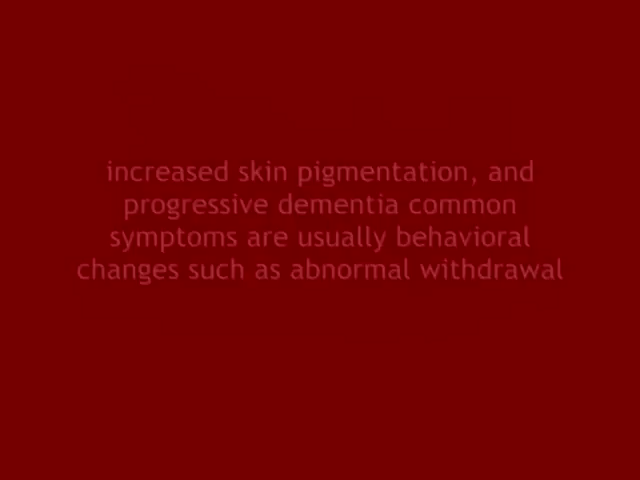 increased skin pigmentation, and
progressive dementia common
symptoms are usually behavioral
changes such as abnormal withdrawal